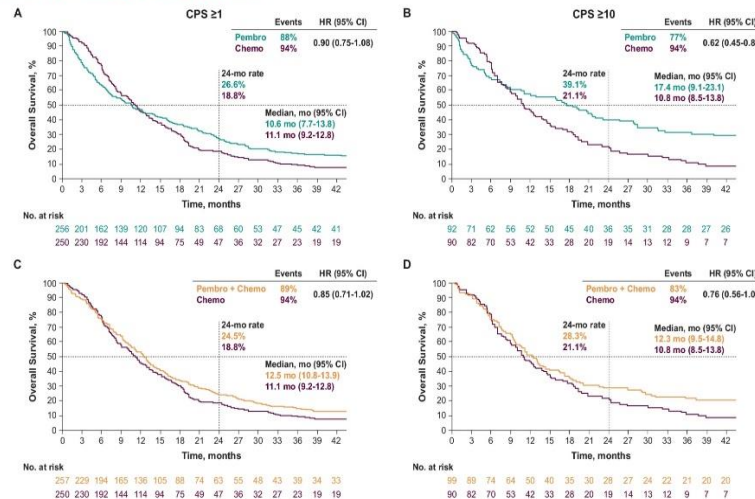 A
CPS ≥1
Events HR (95% CI)
Pembro 88%
Chemo 94%
0.90 (0.75-1.08)
Overall Survival, %
100
90
80
70
60
50
40
30
20
10
0
24-mo rate
26.6%
18.8%
Median, mo (95% CI)
10.6 mo (7.7-13.8)
11.1 mo (9.2-12.8)
0 3 6 9 12 15 18 21 24 27 30 33 36 39 42
Time, months
No. at risk
256 201 162 139 120 107 94 83 68 60 53 47 45 42 41
250 230 192 144 114 94 75 49 47 36 32 27 23 19 19
B
CPS ≥10
Events HR (95% CI)
Pembro 77%
Chemo 94%
0.62 (0.45-0.8
Overall Survival, %
100
90
80
70
60
50
40
30
20
10
0
24-mo rate
39.1%
21.1%
Median, mo (95% CI)
17.4 mo (9.1-23.1)
10.8 mo (8.5-13.8)
0 3 6 9 12 15 18 21 24 27 30 33 36 39 42
Time, months
92 71 62 56 52 50 45 40 36 35 31 28 28 27 26
90 82 70 53 42 33 28 20 19 14 13 12 9 7 7
C
Events HR (95% CI)
Pembro + Chemo 89%
Chemo 94%
0.85 (0.71-1.02)
Overall Survival, %
100
90
80
70
60
50
40
30
20
10
0
24-mo rate
24.5%
18.8%
Median, mo (95% CI)
12.5 mo (10.8-13.9)
11.1 mo (9.2-12.8)
0 3 6 9 12 15 18 21 24 27 30 33 36 39 42
Time, months
No. at risk
257 229 194 165 136 105 88 74 63 55 48 43 39 34 33
250 230 192 144 114 94 75 49 47 36 32 27 23 19 19
D
Events HR (95% CI)
Pembro + Chemo 83%
Chemo 94%
0.76 (0.56-1.0
Overall Survival, %
100
90
80
70
60
50
40
30
20
10
0
24-mo rate
28.3%
21.1%
Median, mo (95% CI)
12.3 mo (9.5-14.8)
10.8 mo (8.5-13.8)
0 3 6 9 12 15 18 21 24 27 30 33 36 39 42
Time, months
No. at risk
99 89 74 64 50 40 35 30 28 27 24 22 21 20 20
90 82 70 53 42 33 28 20 19 14 13 12 9 7 7